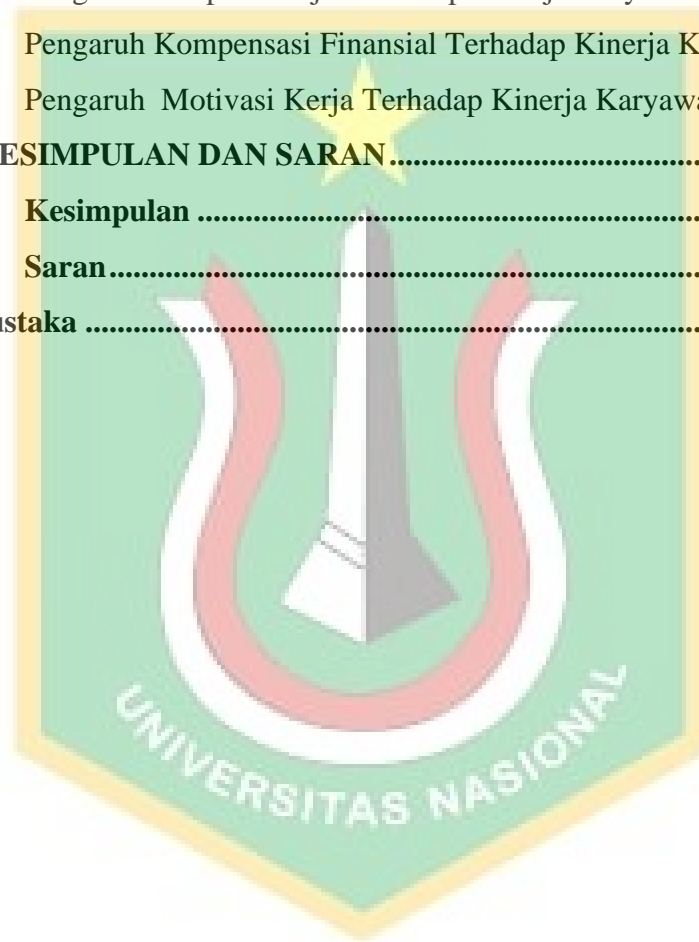 Pengaruh Kompensasi Finansial Terhadap Kinerja K
Pengaruh Motivasi Kerja Terhadap Kinerja Karyawa
ESIMPULAN DAN SARAN
Kesimpulan
Saran
ustaka
UNIVERSITAS NASIONAL